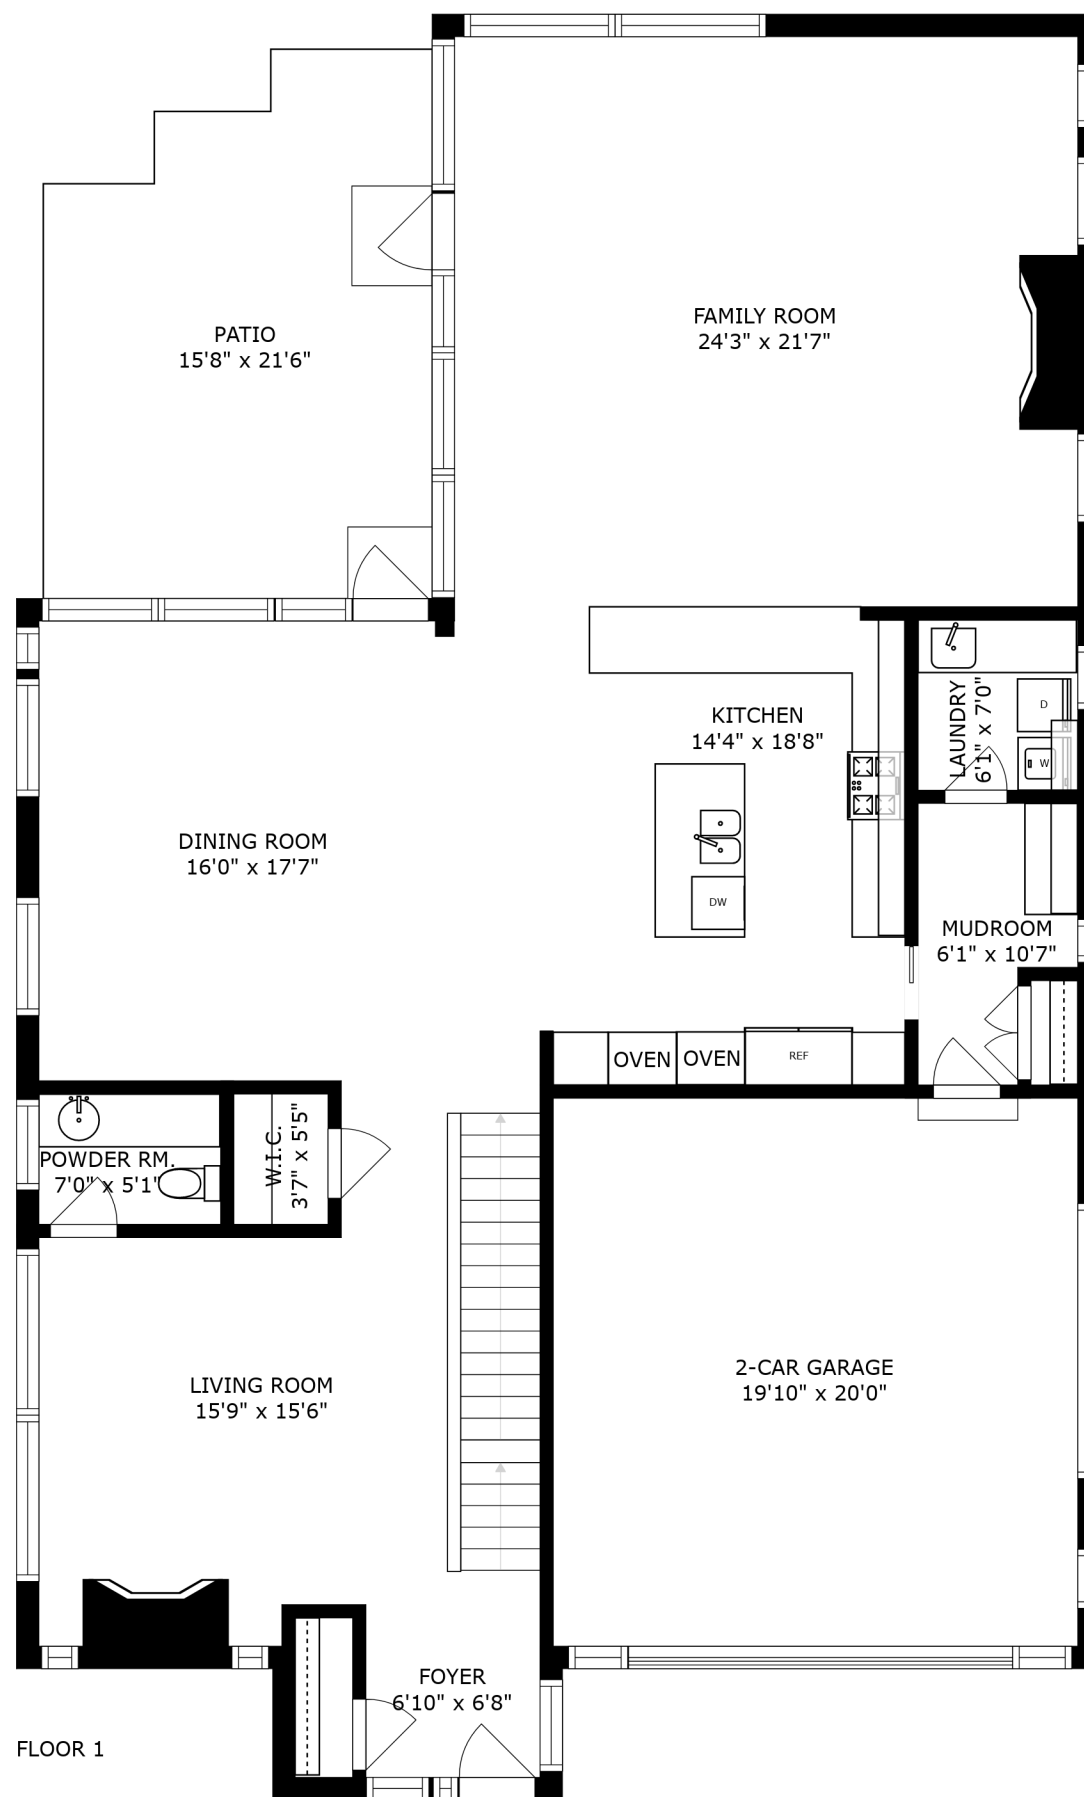 PATIO
15'8" x 21'6"
FAMILY ROOM
24'3" x 21'7"
KITCHEN
14'4" x 18'8"
LAUNDRY
6'1" x 7'0"
D
W
DINING ROOM
16'0" x 17'7"
DW
MUDROOM
6'1" x 10'7"
OVEN
OVEN
REF
POWDER RM.
7'0" x 5'1"
W.I.C.
3'7" x 5'5"
LIVING ROOM
15'9" x 15'6"
2-CAR GARAGE
19'10" x 20'0"
FOYER
6'10" x 6'8"
FLOOR 1